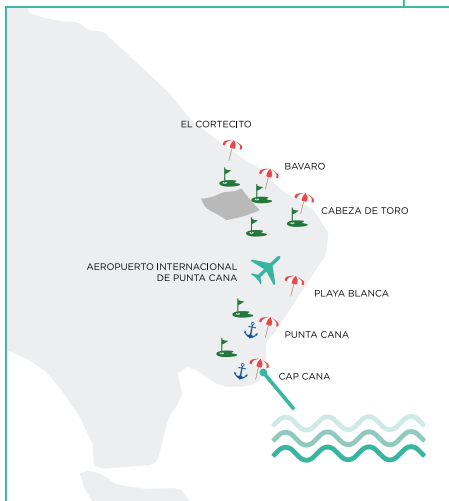 EL CORTECITO
BAVARO
CABEZA DE TORO
AEROPUERTO INTERNACIONAL
DE PUNTA CANA
PLAYA BLANCA
PUNTA CANA
CAP CANA